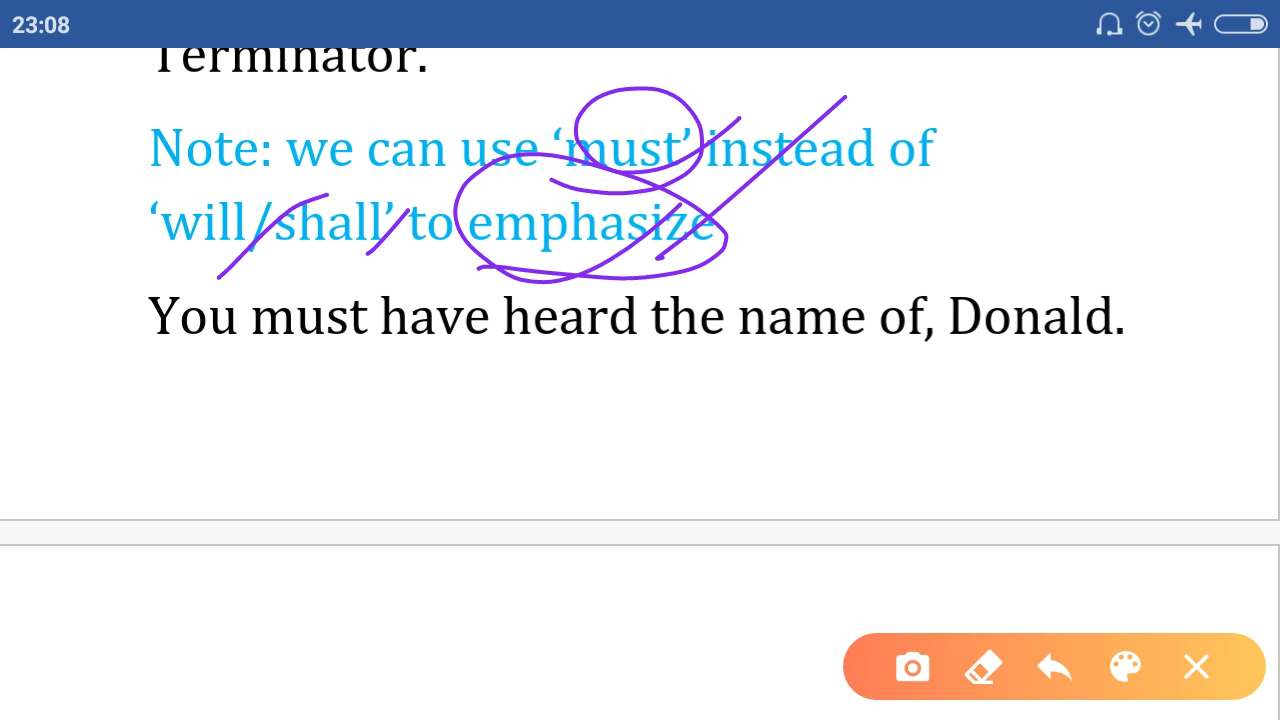 23:08
Terminator.
Note: we can use ‘must’ instead of
‘will/shall’ to emphasize
You must have heard the name of, Donald.